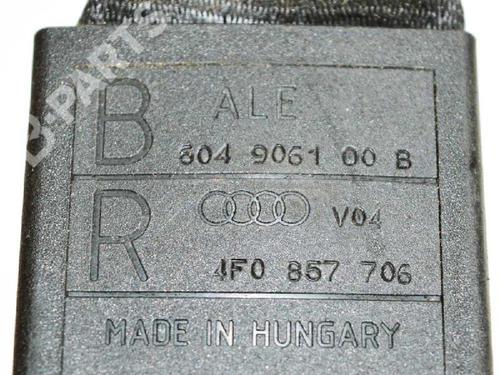 B ALE
604 9061 00 B
R V04
4F0 857 706
MADE IN HUNGARY
B-PARTS